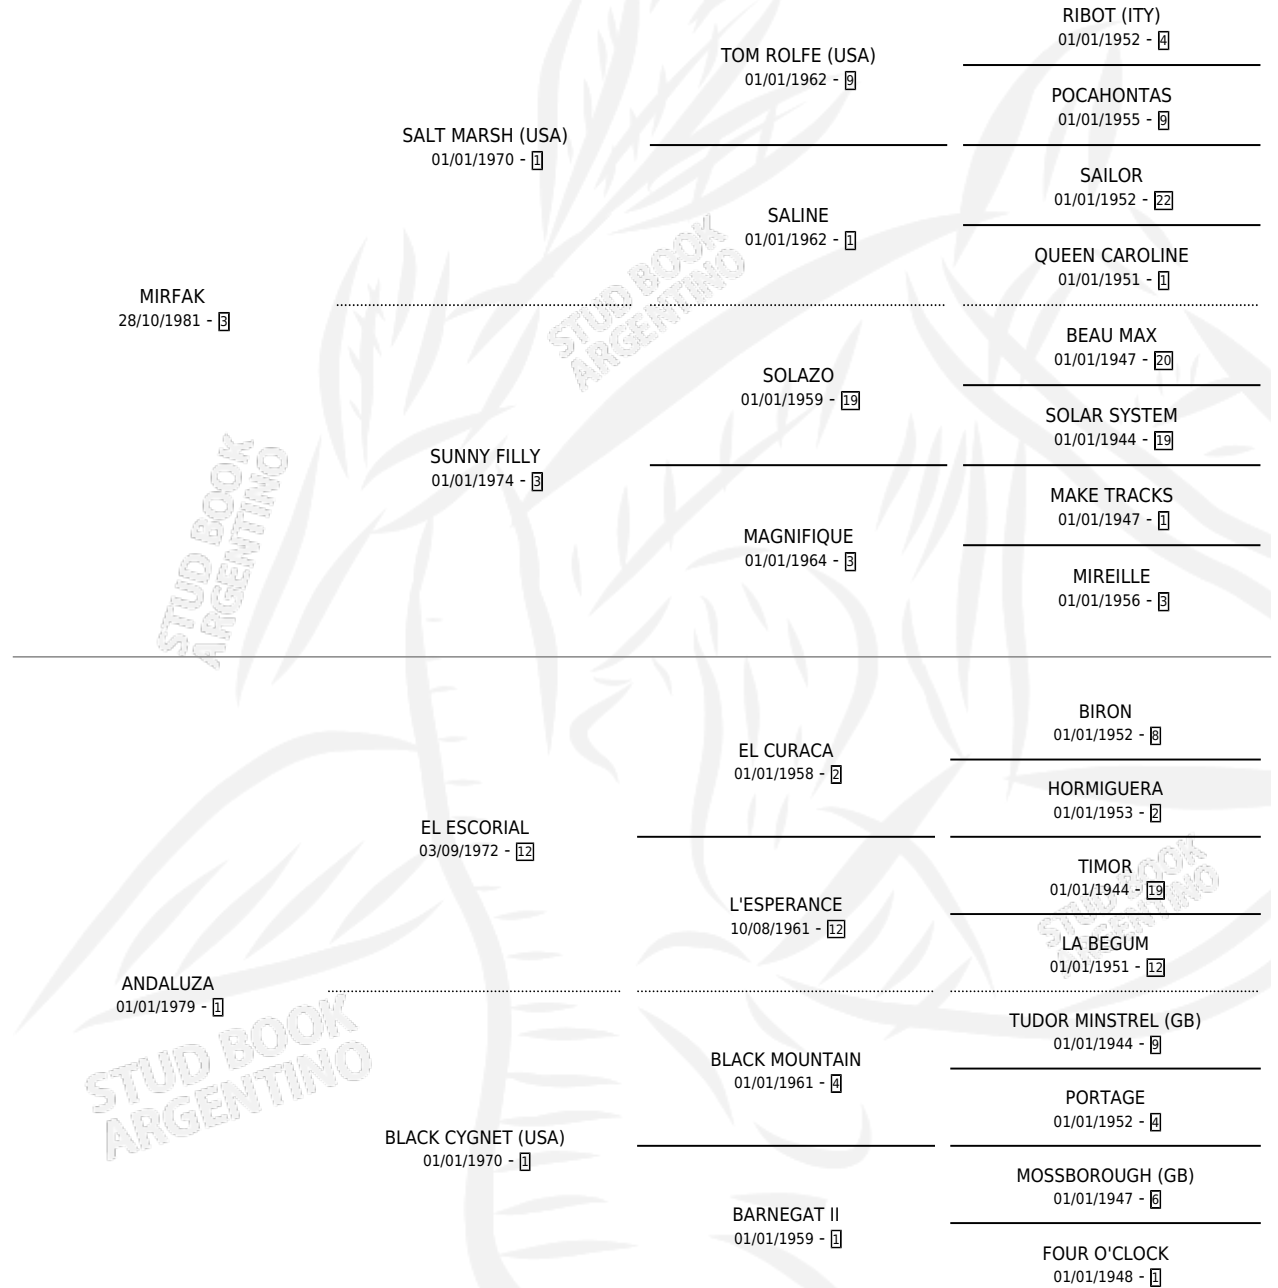 RIBOT (ITY)
01/01/1952 - 4
TOM ROLFE (USA)
01/01/1962 - 9
POCAHONTAS
01/01/1955 - 9
SALT MARSH (USA)
01/01/1970 - 1
SAILOR
01/01/1952 - 22
SALINE
01/01/1962 - 1
QUEEN CAROLINE
01/01/1951 - 1
MIRFAK
28/10/1981 - 3
BEAU MAX
01/01/1947 - 20
SOLAZO
01/01/1959 - 19
SOLAR SYSTEM
01/01/1944 - 19
SUNNY FILLY
01/01/1974 - 3
MAKE TRACKS
01/01/1947 - 1
MAGNIFIQUE
01/01/1964 - 3
MIREILLE
01/01/1956 - 3
BIRON
01/01/1952 - 8
EL CURACA
01/01/1958 - 2
HORMIGUERA
01/01/1953 - 2
EL ESCORIAL
03/09/1972 - 12
TIMOR
01/01/1944 - 19
L'ESPERANCE
10/08/1961 - 12
LA BEGUM
01/01/1951 - 12
ANDALUZA
01/01/1979 - 1
TUDOR MINSTREL (GB)
01/01/1944 - 9
BLACK MOUNTAIN
01/01/1961 - 4
PORTAGE
01/01/1952 - 4
BLACK CYGNET (USA)
01/01/1970 - 1
MOSSBOROUGH (GB)
01/01/1947 - 6
BARNEGAT II
01/01/1959 - 1
FOUR O'CLOCK
01/01/1948 - 1
STUD BOOK
ARGENTINO
STUD BOOK
ARGENTINO
STUD BOOK
ARGENTINO
STUD BOOK
ARGENTINO